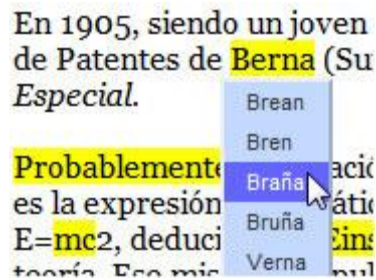 En 1905, siendo un joven
de Patentes de Berna (Su
Especial.
Brean
Bren
Braña
Bruña
Verna
Probablemente
es la expresión
E=mc2, deduci